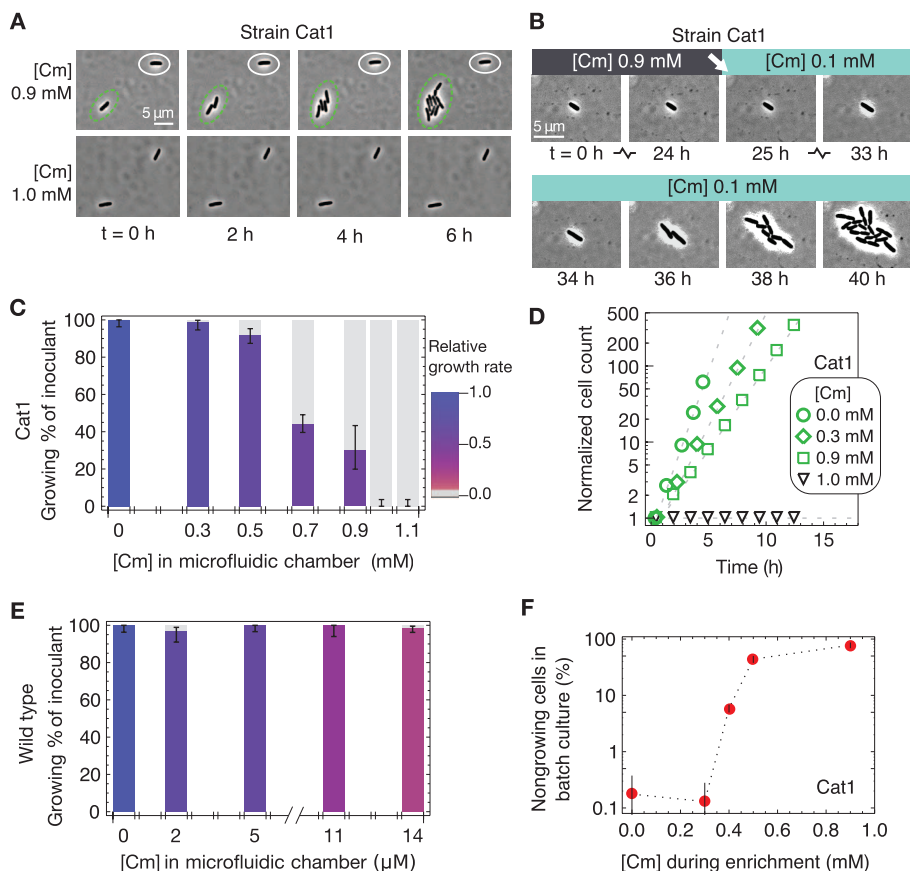 A
Strain Cat1
[Cm]
0.9 mM
5 µm
[Cm]
1.0 mM
t = 0 h
2 h
4 h
6 h
B
Strain Cat1
[Cm] 0.9 mM
[Cm] 0.1 mM
5 µm
t = 0 h
24 h
25 h
33 h
[Cm] 0.1 mM
34 h
36 h
38 h
40 h
C
Cat1
Growing % of inoculant
100
80
60
40
20
0
0
0.3
0.5
0.7
0.9
1.1
[Cm] in microfluidic chamber (mM)
Relative
growth rate
1.0
0.5
0.0
D
Normalized cell count
500
200
100
50
20
10
5
2
1
0
5
10
15
Time (h)
Cat1
[Cm]
0.0 mM
0.3 mM
0.9 mM
1.0 mM
E
Wild type
Growing % of inoculant
100
80
60
40
20
0
0
2
5
11
14
[Cm] in microfluidic chamber (µM)
F
Nongrowing cells in
batch culture (%)
100
10
1
0.1
0.0
0.2
0.4
0.6
0.8
1.0
Cat1
[Cm] during enrichment (mM)